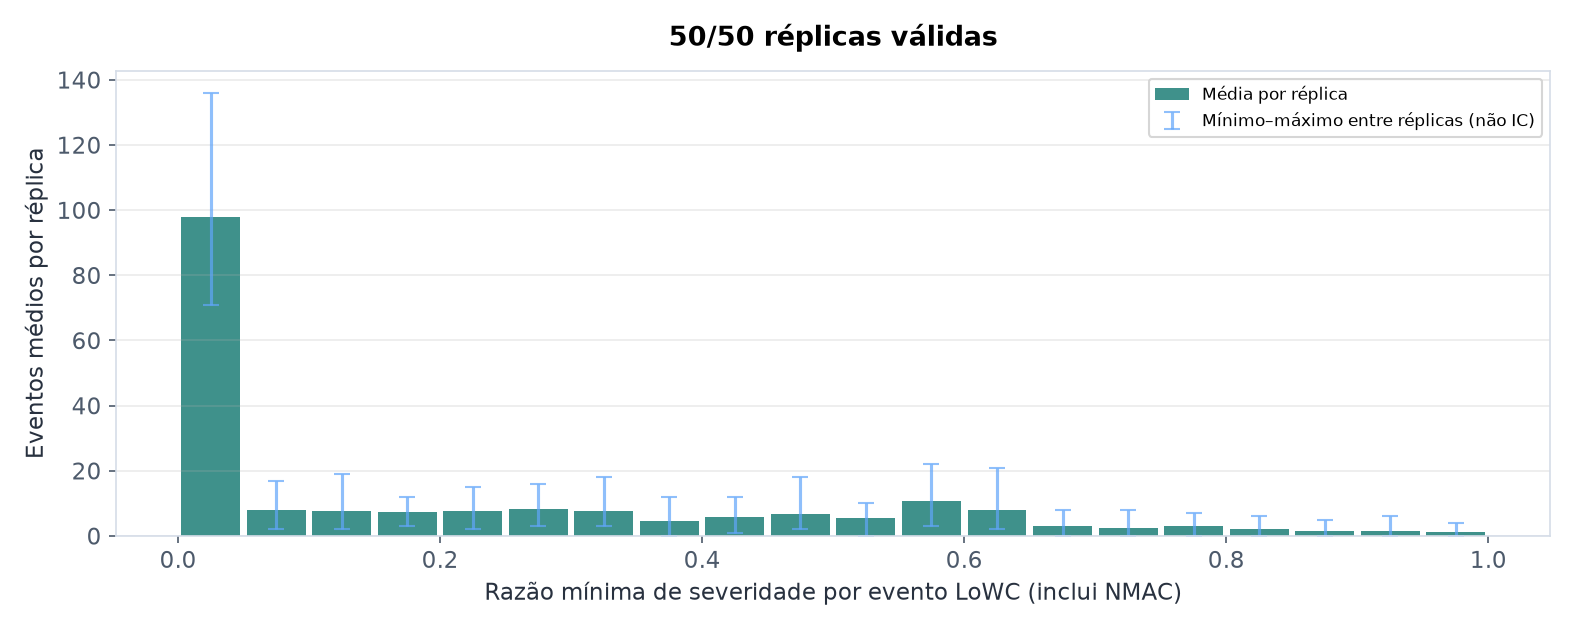 50/50 réplicas válidas
Média por réplica
Mínimo–máximo entre réplicas (não IC)
Eventos médios por réplica
140
120
100
80
60
40
20
0
0.0 0.2 0.4 0.6 0.8 1.0
Razão mínima de severidade por evento LoWC (inclui NMAC)